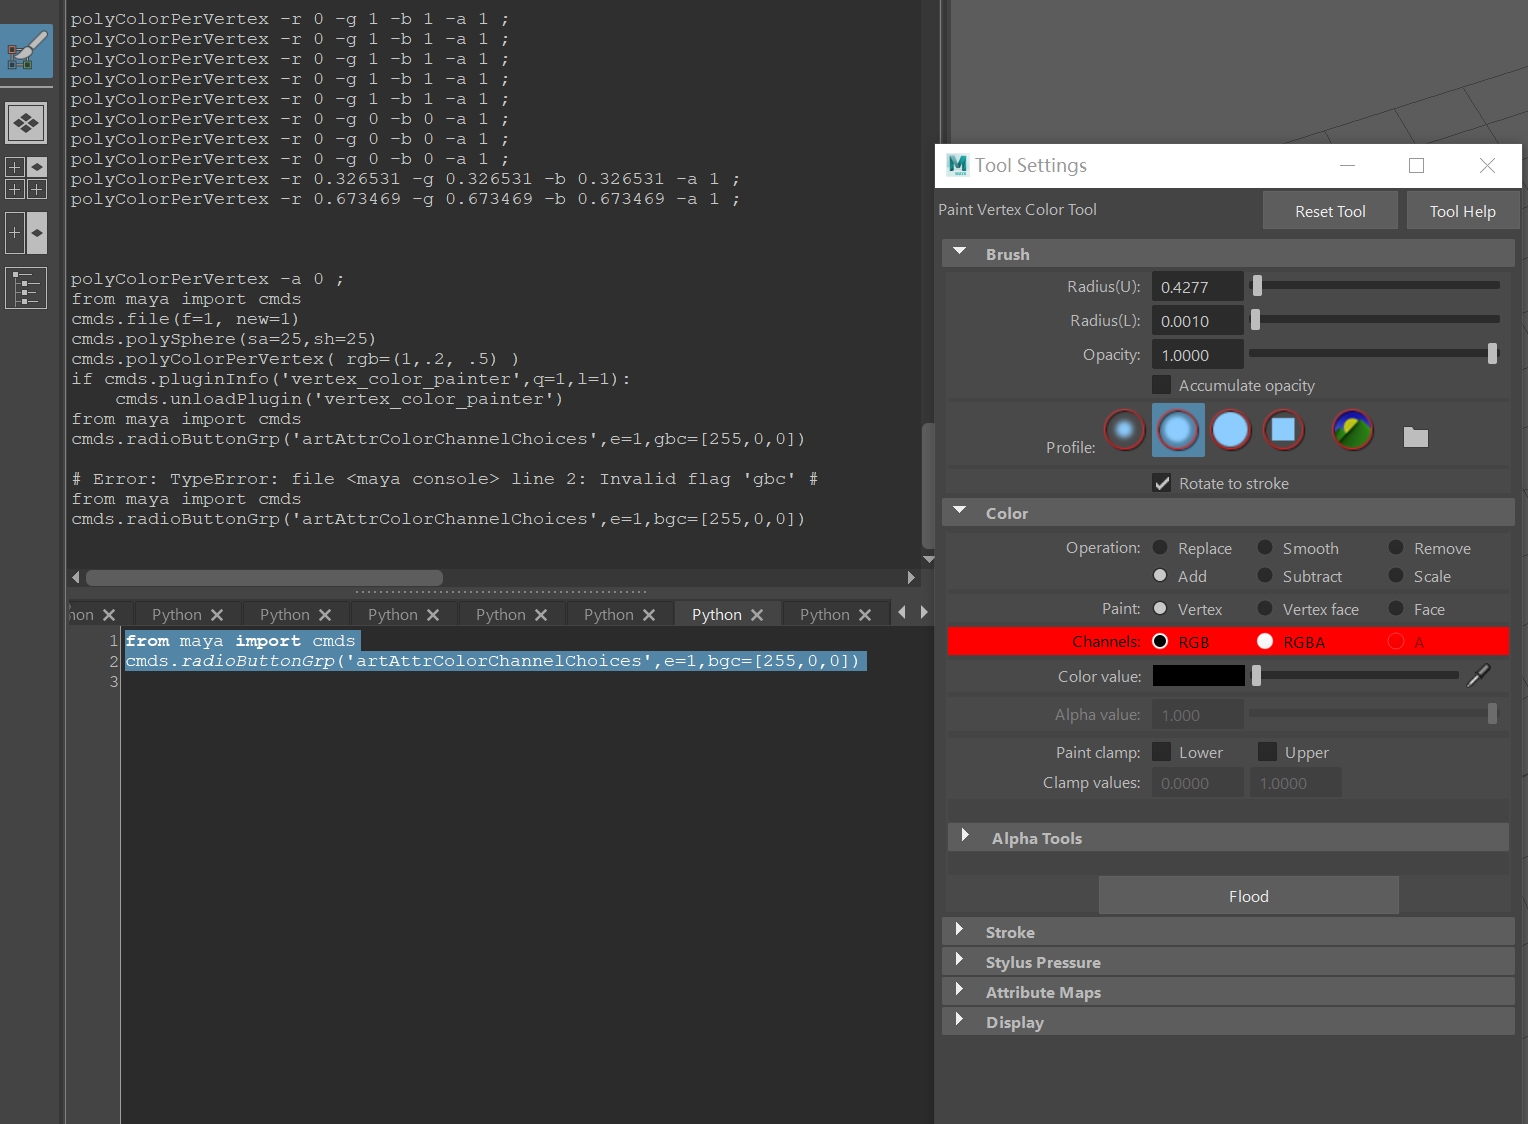 polyColorPerVertex -r 0 -g 1 -b 1 -a 1 ;
polyColorPerVertex -r 0 -g 1 -b 1 -a 1 ;
polyColorPerVertex -r 0 -g 1 -b 1 -a 1 ;
polyColorPerVertex -r 0 -g 1 -b 1 -a 1 ;
polyColorPerVertex -r 0 -g 1 -b 1 -a 1 ;
polyColorPerVertex -r 0 -g 0 -b 0 -a 1 ;
polyColorPerVertex -r 0 -g 0 -b 0 -a 1 ;
polyColorPerVertex -r 0 -g 0 -b 0 -a 1 ;
polyColorPerVertex -r 0.326531 -g 0.326531 -b 0.326531 -a 1 ;
polyColorPerVertex -r 0.673469 -g 0.673469 -b 0.673469 -a 1 ;
polyColorPerVertex -a 0 ;
from maya import cmds
cmds.file(f=1, new=1)
cmds.polySphere(sa=25,sh=25)
cmds.polyColorPerVertex( rgb=(1,.2, .5) )
if cmds.pluginInfo('vertex_color_painter',q=1,l=1):
    cmds.unloadPlugin('vertex_color_painter')
from maya import cmds
cmds.radioButtonGrp('artAttrColorChannelChoices',e=1,gbc=[255,0,0])
# Error: TypeError: file <maya console> line 2: Invalid flag 'gbc' #
from maya import cmds
cmds.radioButtonGrp('artAttrColorChannelChoices',e=1,bgc=[255,0,0])
hon Python Python Python Python Python Python Python
1 from maya import cmds
2 cmds.radioButtonGrp('artAttrColorChannelChoices',e=1,bgc=[255,0,0])
3
M Tool Settings
Paint Vertex Color Tool Reset Tool Tool Help
Brush
Radius(U): 0.4277
Radius(L): 0.0010
Opacity: 1.0000
Accumulate opacity
Profile:
Rotate to stroke
Color
Operation: Replace Smooth Remove
Add Subtract Scale
Paint: Vertex Vertex face Face
Channels: RGB RGBA A
Color value:
Alpha value: 1.000
Paint clamp: Lower Upper
Clamp values: 0.0000 1.0000
Alpha Tools
Flood
Stroke
Stylus Pressure
Attribute Maps
Display